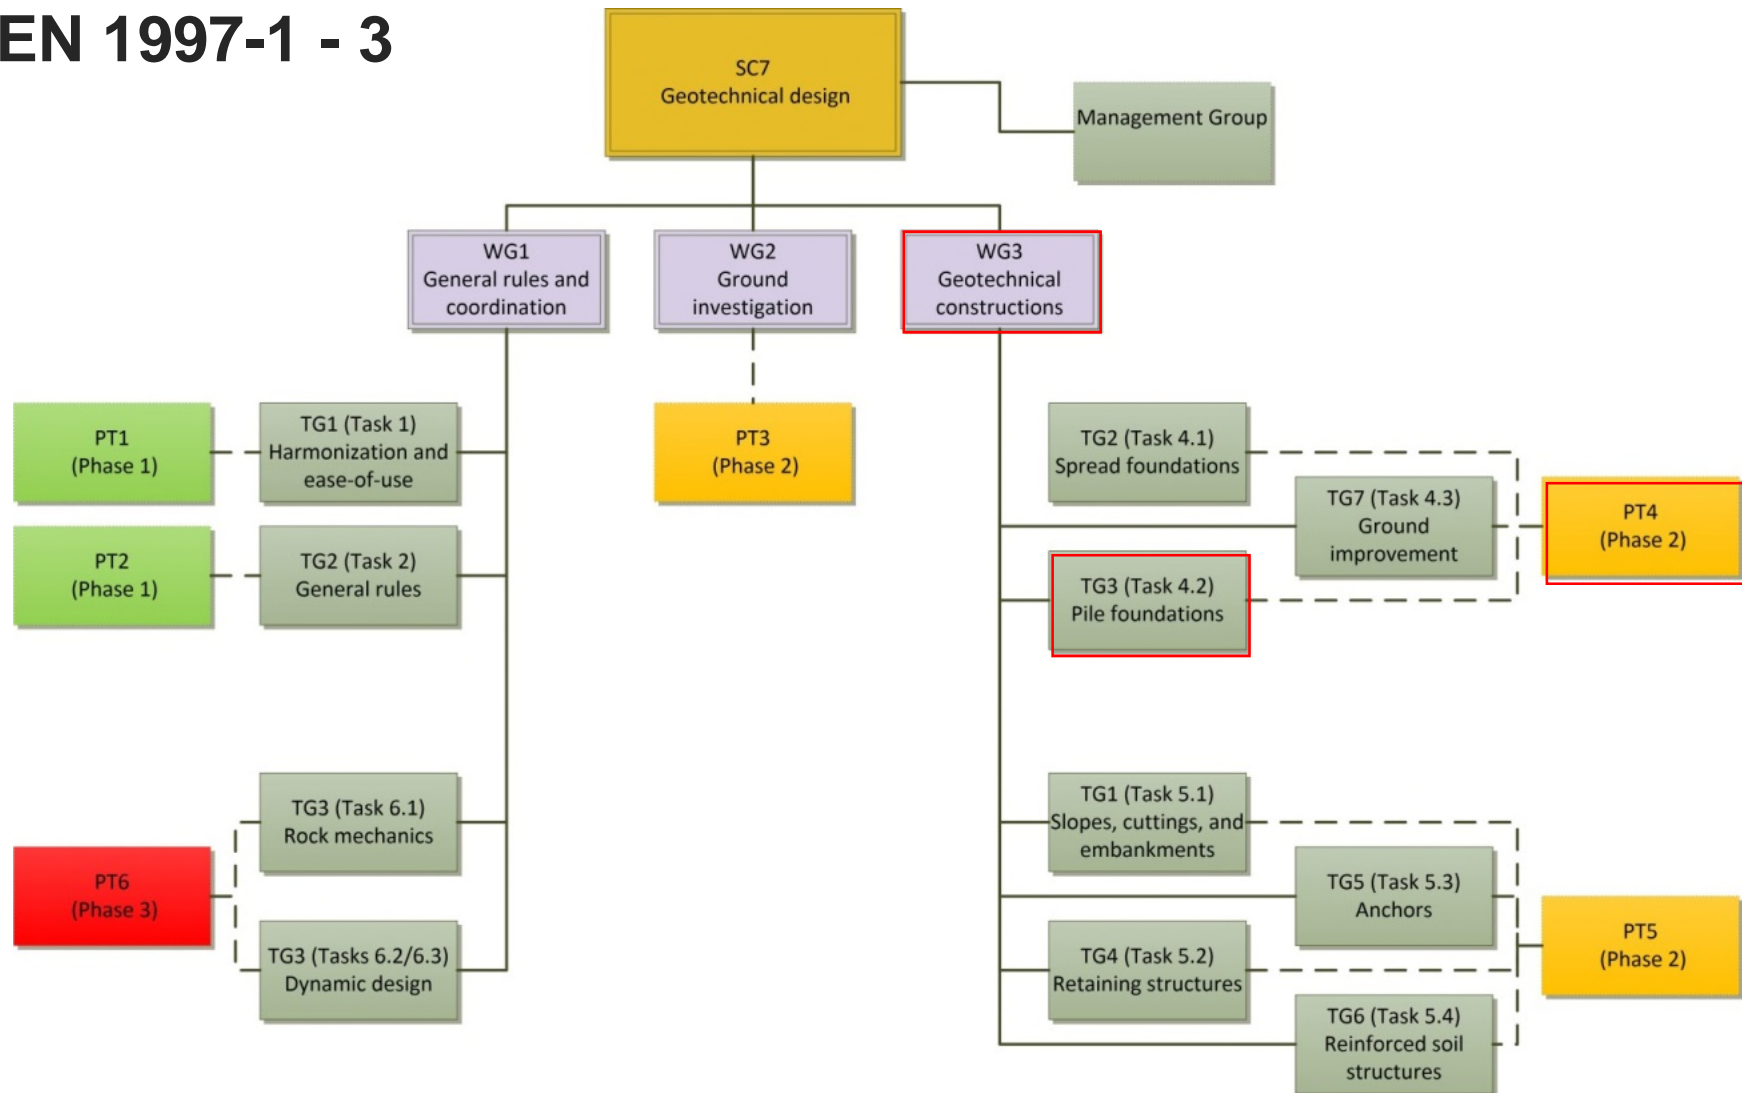 EN 1997-1 - 3
SC7
Geotechnical design
Management Group
WG1
General rules and
coordination
WG2
Ground
investigation
WG3
Geotechnical
constructions
PT1
(Phase 1)
TG1 (Task 1)
Harmonization and
ease-of-use
PT2
(Phase 1)
TG2 (Task 2)
General rules
PT6
(Phase 3)
TG3 (Task 6.1)
Rock mechanics
TG3 (Tasks 6.2/6.3)
Dynamic design
PT3
(Phase 2)
TG2 (Task 4.1)
Spread foundations
TG7 (Task 4.3)
Ground
improvement
TG3 (Task 4.2)
Pile foundations
PT4
(Phase 2)
TG1 (Task 5.1)
Slopes, cuttings, and
embankments
TG5 (Task 5.3)
Anchors
TG4 (Task 5.2)
Retaining structures
TG6 (Task 5.4)
Reinforced soil
structures
PT5
(Phase 2)